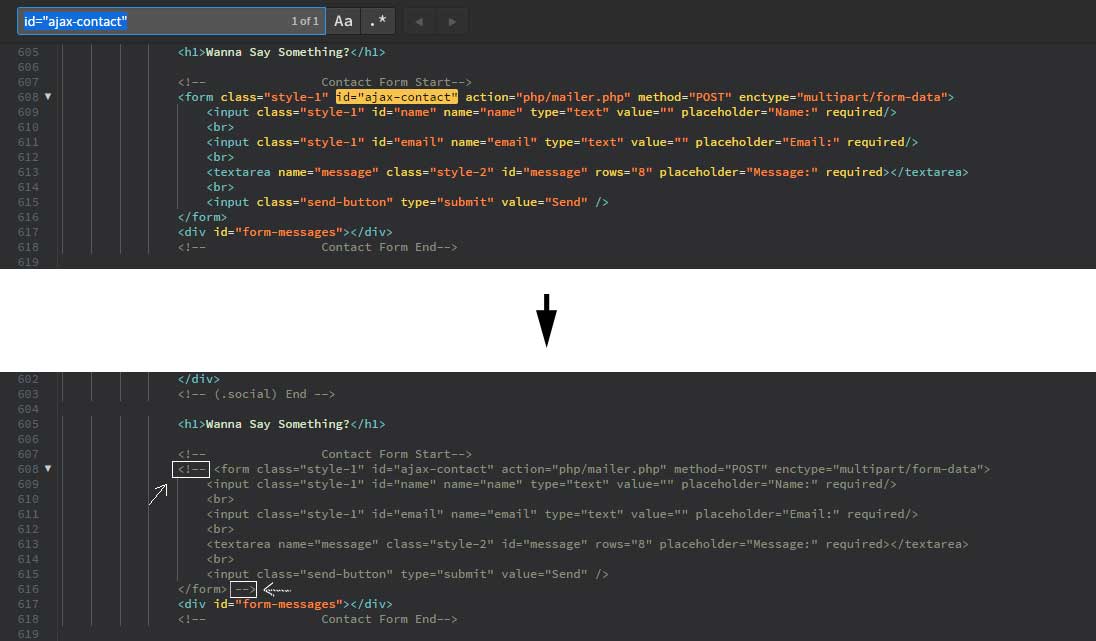 id="ajax-contact" 1 of 1 Aa .*
605 <h1>Wanna Say Something?</h1>
606
607 <!-- Contact Form Start-->
608 <form class="style-1" id="ajax-contact" action="php/mailer.php" method="POST" enctype="multipart/form-data">
609 <input class="style-1" id="name" name="name" type="text" value="" placeholder="Name:" required/>
610 <br>
611 <input class="style-1" id="email" name="email" type="text" value="" placeholder="Email:" required/>
612 <br>
613 <textarea name="message" class="style-2" id="message" rows="8" placeholder="Message:" required></textarea>
614 <br>
615 <input class="send-button" type="submit" value="Send" />
616 </form>
617 <div id="form-messages"></div>
618 <!-- Contact Form End-->
619
602 </div>
603 <!-- (.social) End -->
604
605 <h1>Wanna Say Something?</h1>
606
607 <!-- Contact Form Start-->
608 <!-- <form class="style-1" id="ajax-contact" action="php/mailer.php" method="POST" enctype="multipart/form-data">
609 <input class="style-1" id="name" name="name" type="text" value="" placeholder="Name:" required/>
610 <br>
611 <input class="style-1" id="email" name="email" type="text" value="" placeholder="Email:" required/>
612 <br>
613 <textarea name="message" class="style-2" id="message" rows="8" placeholder="Message:" required></textarea>
614 <br>
615 <input class="send-button" type="submit" value="Send" />
616 </form> -->
617 <div id="form-messages"></div>
618 <!-- Contact Form End-->
619